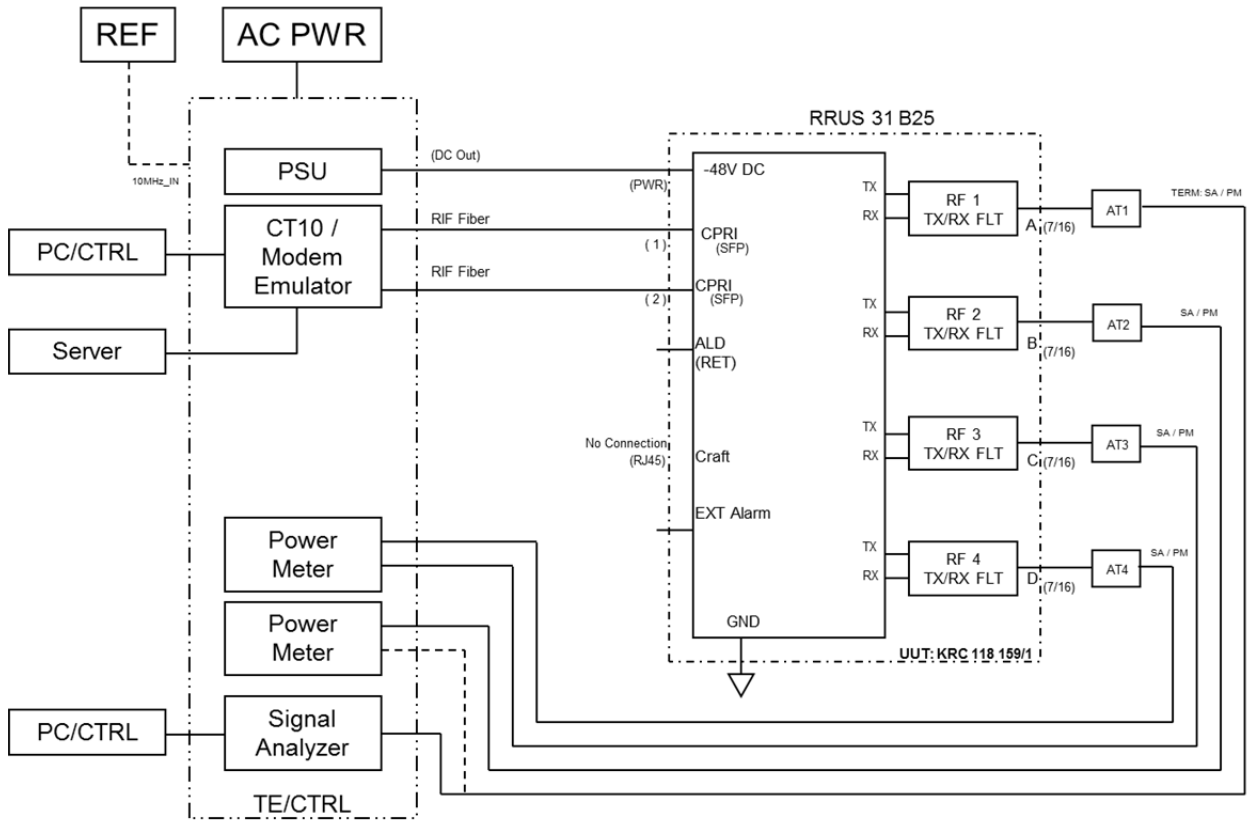 REF
AC PWR
10MHz_IN
PSU
CT10 /
Modem
Emulator
PC/CTRL
Server
(DC Out)
(PWR)
RIF Fiber
( 1 )
RIF Fiber
( 2 )
No Connection
(RJ45)
RRUS 31 B25
-48V DC
CPRI
(SFP)
CPRI
(SFP)
ALD
(RET)
Craft
EXT Alarm
GND
TX
RX
RF 1
TX/RX FLT
A (7/16)
AT1
TERM: SA / PM
TX
RX
RF 2
TX/RX FLT
B (7/16)
AT2
SA / PM
TX
RX
RF 3
TX/RX FLT
C (7/16)
AT3
SA / PM
TX
RX
RF 4
TX/RX FLT
D (7/16)
AT4
SA / PM
UUT: KRC 118 159/1
Power
Meter
Power
Meter
PC/CTRL
Signal
Analyzer
TE/CTRL